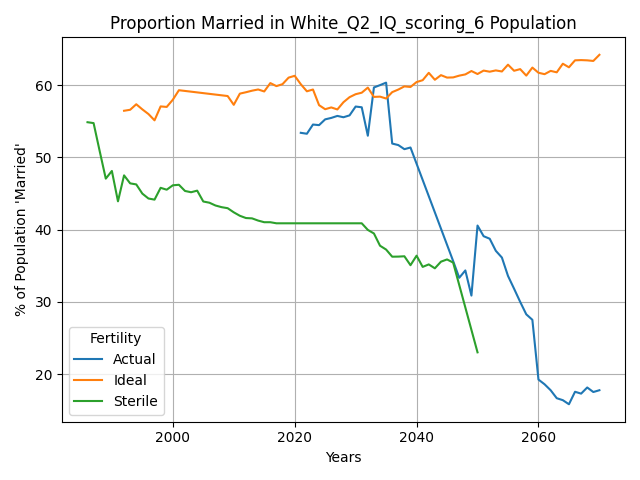 Proportion Married in White_Q2_IQ_scoring_6 Population
% of Population 'Married'
60
50
40
30
20
Fertility
Actual
Ideal
Sterile
2000
2020
2040
2060
Years